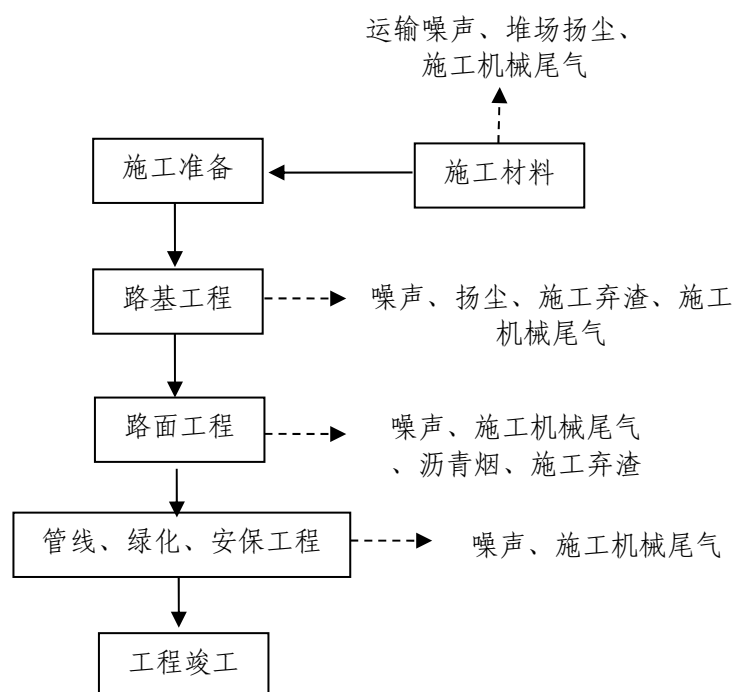 运输噪声、堆场扬尘、
施工机械尾气
施工准备
施工材料
路基工程
噪声、扬尘、施工弃渣、施工
机械尾气
路面工程
噪声、施工机械尾气
、沥青烟、施工弃渣
管线、绿化、安保工程
噪声、施工机械尾气
工程竣工